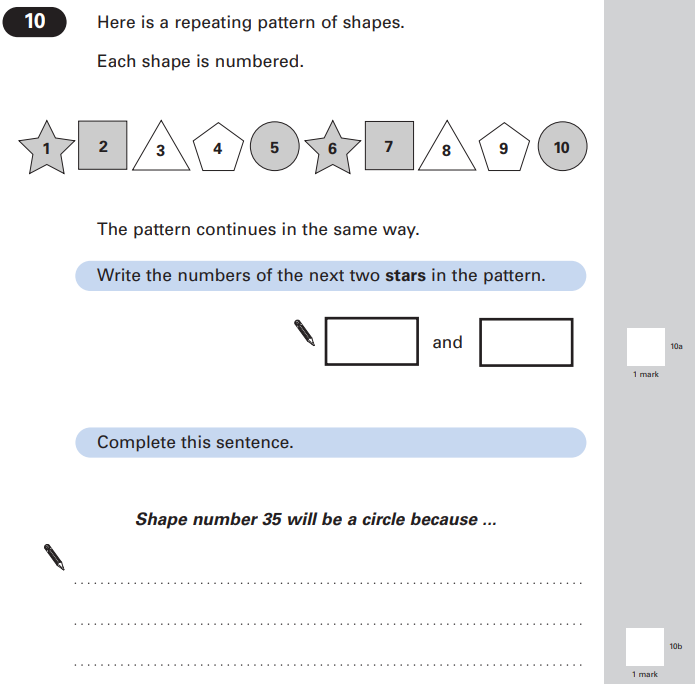 10
Here is a repeating pattern of shapes.
Each shape is numbered.
1 2 3 4 5 6 7 8 9 10
The pattern continues in the same way.
Write the numbers of the next two stars in the pattern.
and
10a
1 mark
Complete this sentence.
Shape number 35 will be a circle because ...
10b
1 mark